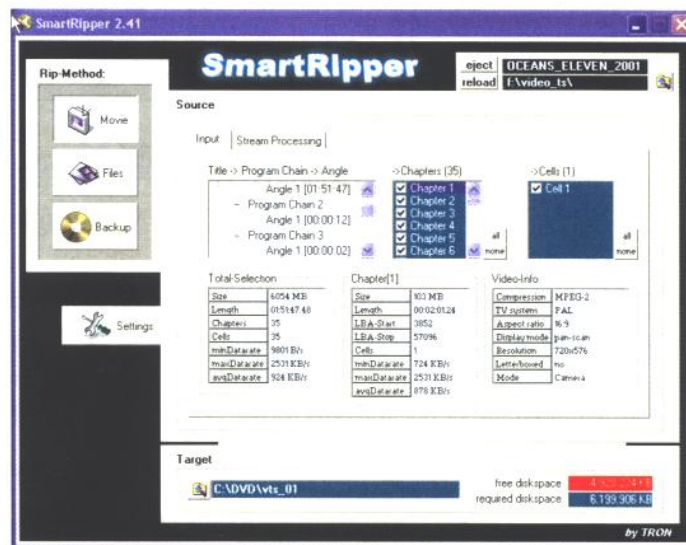 SmartRipper 2.41
SmartRipper
eject OCEANS_ELEVEN_2001
reload f:\video_ts\
Rip-Method:
Movie
Files
Backup
Settings
Source
Input Stream Processing
Title -> Program Chain -> Angle
Angle 1 [01:51:47]
- Program Chain 2
Angle 1 [00:00:12]
- Program Chain 3
Angle 1 [00:00:02]
->Chapters (35)
Chapter 1
Chapter 2
Chapter 3
Chapter 4
Chapter 5
Chapter 6
all
none
->Cells (1)
Cell 1
all
none
Total-Selection
Size 6054 MB
Length 01:51:47.48
Chapters 35
Cells 35
minDatarate 9801 B/s
maxDatarate 2531 KB/s
avgDatarate 924 KB/s
Chapter[1]
Size 103 MB
Length 00:02:01.24
LBA-Start 3852
LBA-Stop 57096
Cells 1
minDatarate 724 KB/s
maxDatarate 2531 KB/s
avgDatarate 878 KB/s
Video-Info
Compression MPEG-2
TV system PAL
Aspect ratio 16:9
Display mode pan-scan
Resolution 720x576
Letterboxed no
Mode Camera
Target
C:\DVD\vts_01
free diskspace
required diskspace 6.199.906 KB
by TRON